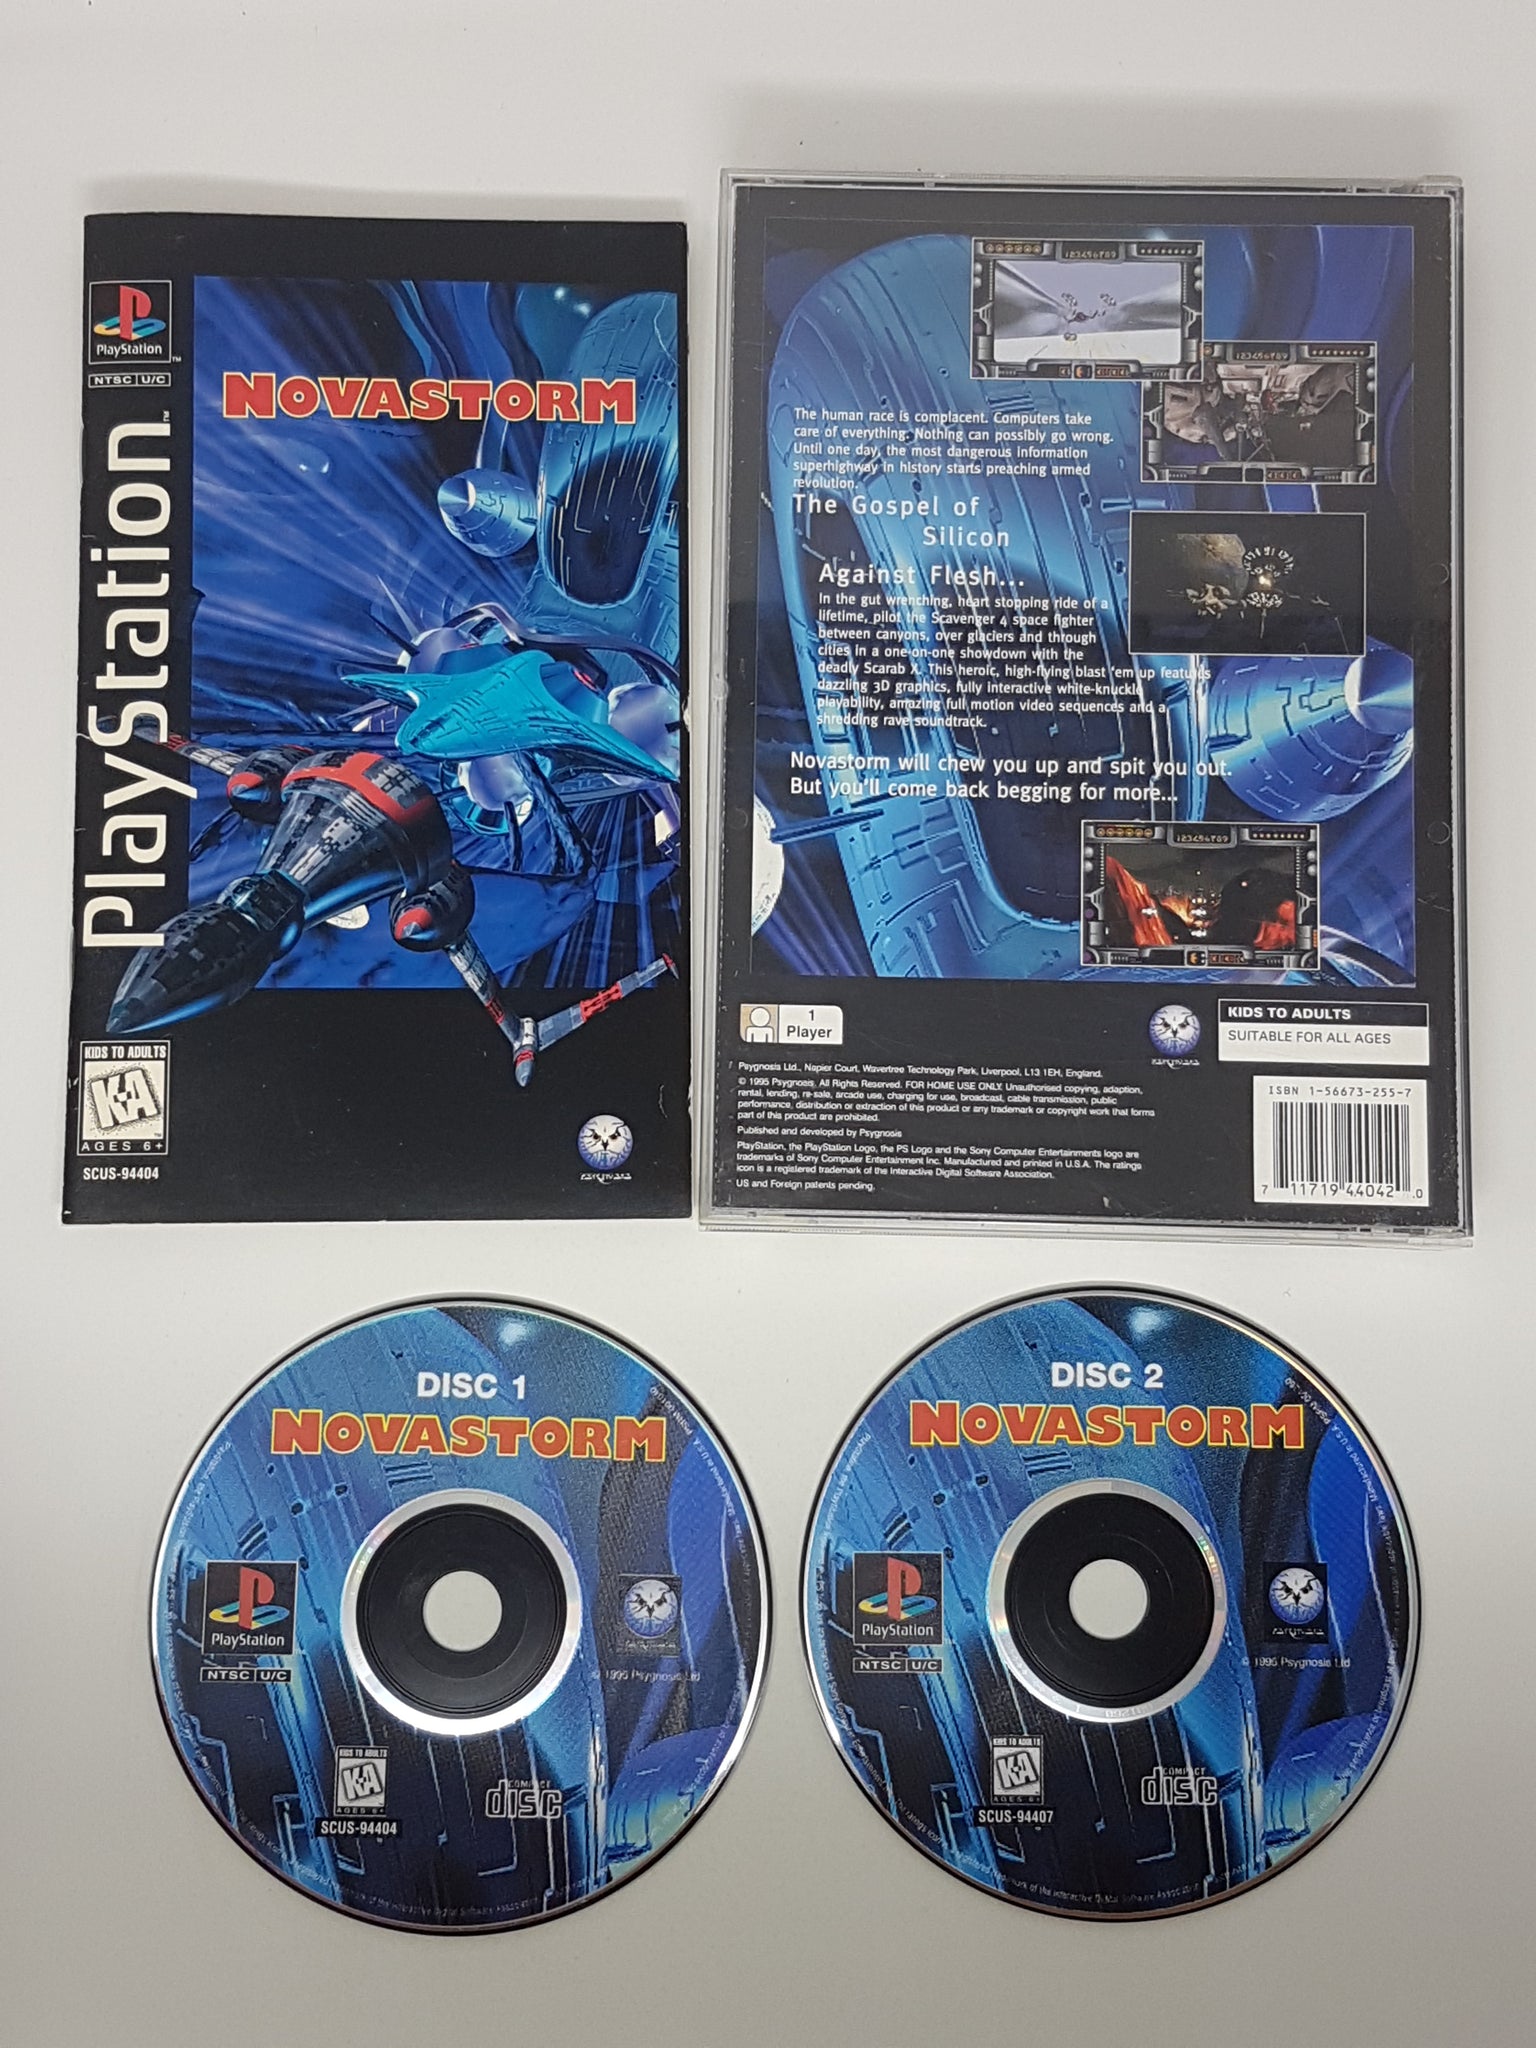 PlayStation
NTSC U/C
PlayStation
NOVASTORM
KIDS TO ADULTS
KA
AGES 6+
SCUS-94404
PSYGNOSIS
123456789
123456789
The human race is complacent. Computers take
care of everything. Nothing can possibly go wrong.
Until one day, the most dangerous information
superhighway in history starts preaching armed
revolution.
The Gospel of
Silicon
Against Flesh...
In the gut wrenching, heart stopping ride of a
lifetime, pilot the Scavenger 4 space fighter
between canyons, over glaciers and through
cities in a one-on-one showdown with the
deadly Scarab X. This heroic, high-flying blast 'em up features
dazzling 3D graphics, fully interactive white-knuckle
playability, amazing full motion video sequences and a
shredding rave soundtrack.
Novastorm will chew you up and spit you out.
But you'll come back begging for more...
123456789
1
Player
PSYGNOSIS
KIDS TO ADULTS
SUITABLE FOR ALL AGES
Psygnosis Ltd., Napier Court, Wavertree Technology Park, Liverpool, L13 1EH, England.
© 1995 Psygnosis. All Rights Reserved. FOR HOME USE ONLY. Unauthorised copying, adaption,
rental, lending, re-sale, arcade use, charging for use, broadcast, cable transmission, public
performance, distribution or extraction of this product or any trademark or copyright work that forms
part of this product are prohibited.
Published and developed by Psygnosis
PlayStation, the PlayStation Logo, the PS Logo and the Sony Computer Entertainments logo are
trademarks of Sony Computer Entertainment Inc. Manufactured and printed in U.S.A. The ratings
icon is a registered trademark of the Interactive Digital Software Association.
US and Foreign patents pending.
ISBN 1-56673-255-7
7 11719 44042 0
DISC 1
NOVASTORM
PlayStation
NTSC U/C
© 1995 Psygnosis Ltd
KIDS TO ADULTS
KA
AGES 6+
SCUS-94404
COMPACT
disc
DISC 2
NOVASTORM
PlayStation
NTSC U/C
© 1995 Psygnosis Ltd
KIDS TO ADULTS
KA
AGES 6+
SCUS-94407
COMPACT
disc